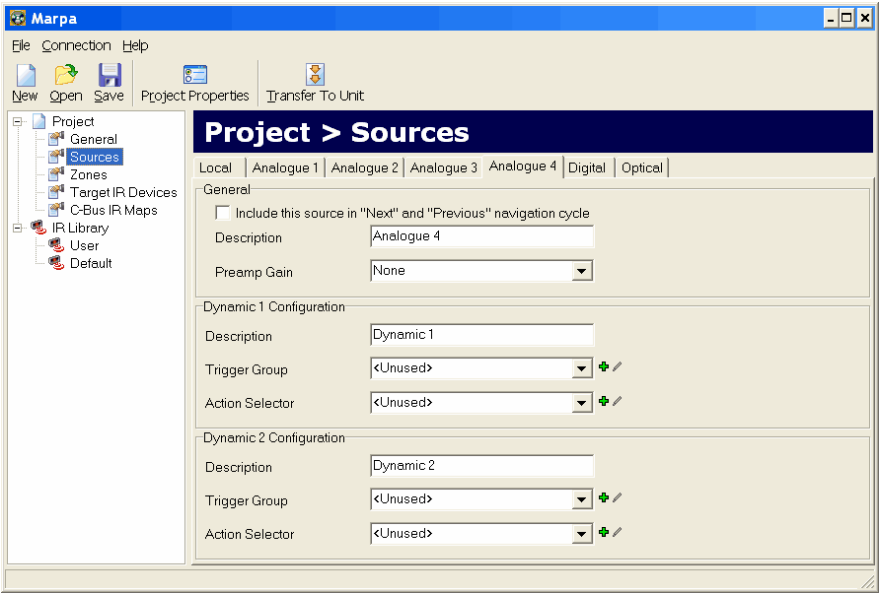 Marpa
File Connection Help
New Open Save Project Properties Transfer To Unit
Project
General
Sources
Zones
Target IR Devices
C-Bus IR Maps
IR Library
User
Default
Project > Sources
Local Analogue 1 Analogue 2 Analogue 3 Analogue 4 Digital Optical
General
Include this source in "Next" and "Previous" navigation cycle
Description Analogue 4
Preamp Gain None
Dynamic 1 Configuration
Description Dynamic 1
Trigger Group <Unused>
Action Selector <Unused>
Dynamic 2 Configuration
Description Dynamic 2
Trigger Group <Unused>
Action Selector <Unused>